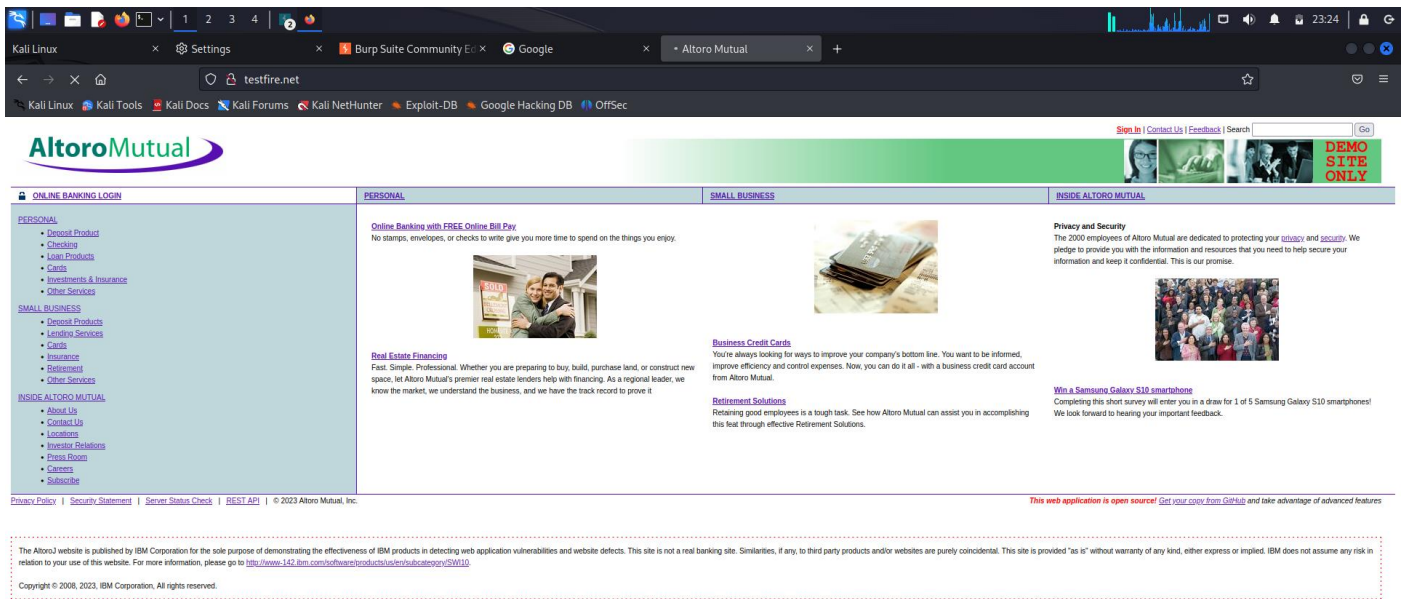 1 2 3 4
2
23:24
Kali Linux
Settings
Burp Suite Community Ed
Google
Altoro Mutual
testfire.net
Kali Linux Kali Tools Kali Docs Kali Forums Kali NetHunter Exploit-DB Google Hacking DB OffSec
Sign In | Contact Us | Feedback | Search Go
AltoroMutual
DEMO
SITE
ONLY
ONLINE BANKING LOGIN
PERSONAL
SMALL BUSINESS
INSIDE ALTORO MUTUAL
PERSONAL
Deposit Product
Checking
Loan Products
Cards
Investments & Insurance
Other Services
SMALL BUSINESS
Deposit Products
Lending Services
Cards
Insurance
Retirement
Other Services
INSIDE ALTORO MUTUAL
About Us
Contact Us
Locations
Investor Relations
Press Room
Careers
Subscribe
Online Banking with FREE Online Bill Pay
No stamps, envelopes, or checks to write give you more time to spend on the things you enjoy.
SOLD
Real Estate Financing
Fast. Simple. Professional. Whether you are preparing to buy, build, purchase land, or construct new
space, let Altoro Mutual's premier real estate lenders help with financing. As a regional leader, we
know the market, we understand the business, and we have the track record to prove it
Business Credit Cards
You're always looking for ways to improve your company's bottom line. You want to be informed,
improve efficiency and control expenses. Now, you can do it all - with a business credit card account
from Altoro Mutual.
Retirement Solutions
Retaining good employees is a tough task. See how Altoro Mutual can assist you in accomplishing
this feat through effective Retirement Solutions.
Privacy and Security
The 2000 employees of Altoro Mutual are dedicated to protecting your privacy and security. We
pledge to provide you with the information and resources that you need to help secure your
information and keep it confidential. This is our promise.
Win a Samsung Galaxy S10 smartphone
Completing this short survey will enter you in a draw for 1 of 5 Samsung Galaxy S10 smartphones!
We look forward to hearing your important feedback.
Privacy Policy | Security Statement | Server Status Check | REST API | © 2023 Altoro Mutual, Inc.
This web application is open source! Get your copy from GitHub and take advantage of advanced features
The AltoroJ website is published by IBM Corporation for the sole purpose of demonstrating the effectiveness of IBM products in detecting web application vulnerabilities and website defects. This site is not a real banking site. Similarities, if any, to third party products and/or websites are purely coincidental. This site is provided "as is" without warranty of any kind, either express or implied. IBM does not assume any risk in
relation to your use of this website. For more information, please go to http://www-142.ibm.com/software/products/us/en/subcategory/SWI10.
Copyright © 2008, 2023, IBM Corporation, All rights reserved.